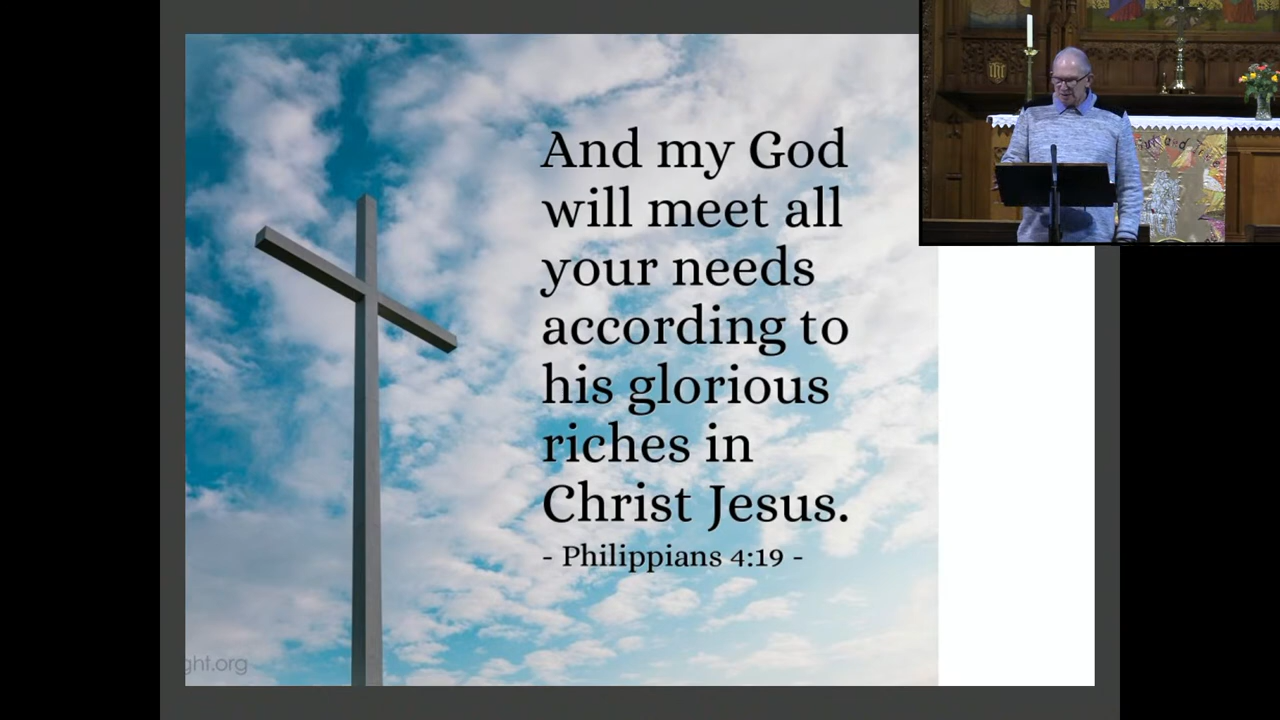 And my God
will meet all
your needs
according to
his glorious
riches in
Christ Jesus.
- Philippians 4:19 -
ght.org